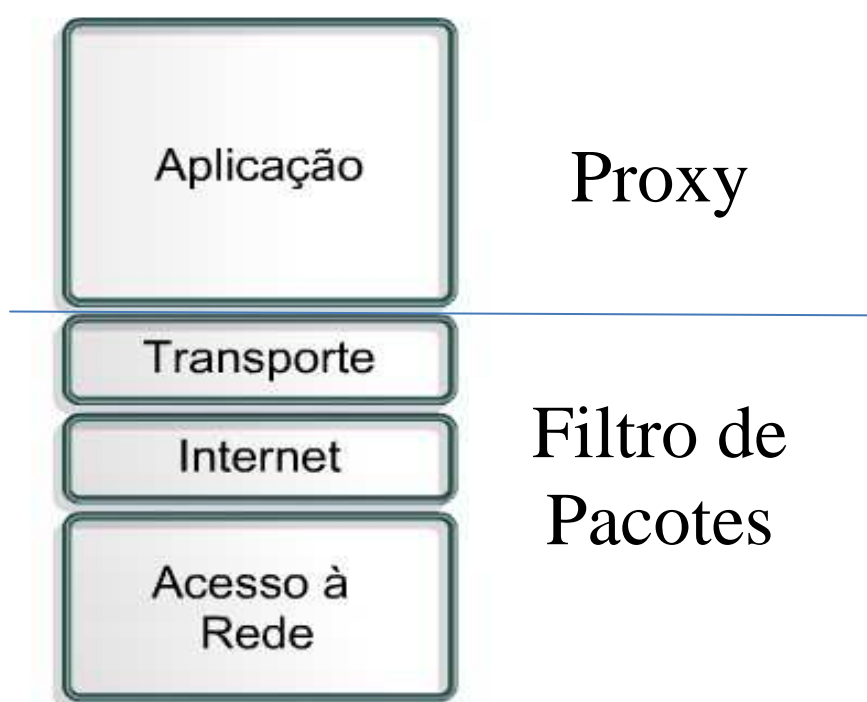 Aplicação
Proxy
Transporte
Internet
Filtro de
Pacotes
Acesso à
Rede